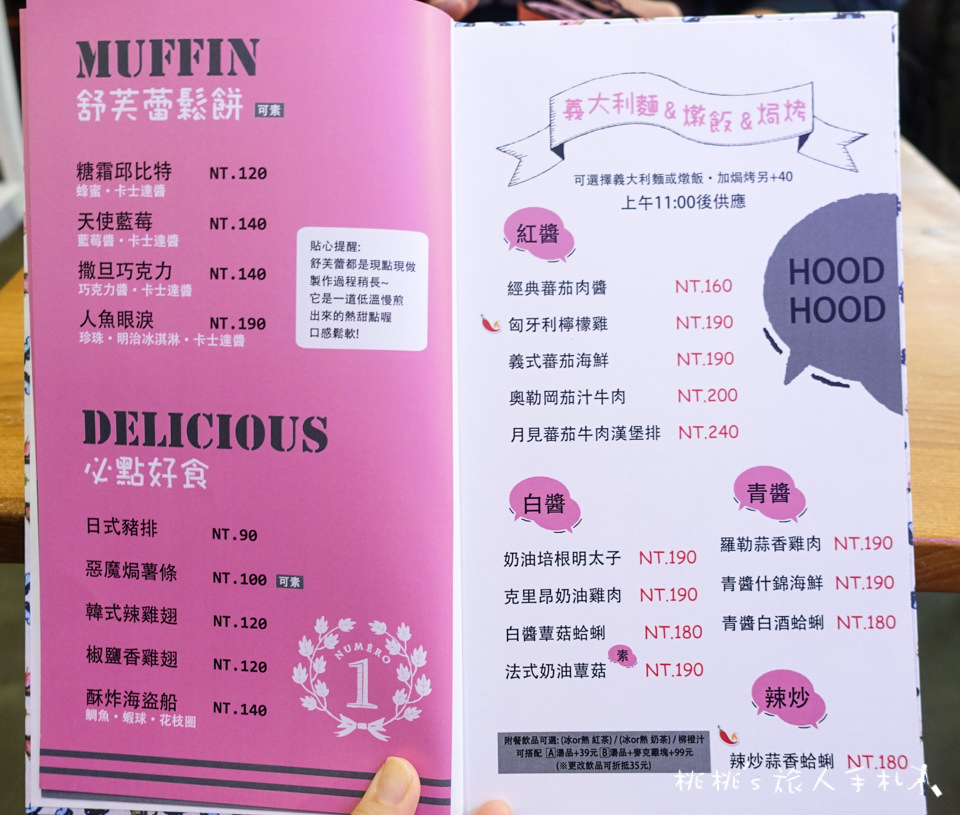 MUFFIN
舒芙蕾鬆餅 可素
糖霜邱比特 NT.120
蜂蜜・卡士達醬
天使藍莓 NT.140
藍莓醬・卡士達醬
撒旦巧克力 NT.140
巧克力醬・卡士達醬
人魚眼淚 NT.190
珍珠・明治冰淇淋・卡士達醬
貼心提醒:
舒芙蕾都是現點現做
製作過程稍長~
它是一道低溫慢煎
出來的熱甜點喔
口感鬆軟!
DELICIOUS
必點好食
日式豬排 NT.90
惡魔焗薯條 NT.100 可素
韓式辣雞翅 NT.120
椒鹽香雞翅 NT.120
酥炸海盜船 NT.140
鯛魚・蝦球・花枝圈
NUMÉRO
1
義大利麵&燉飯&焗烤
可選擇義大利麵或燉飯・加焗烤另+40
上午11:00後供應
HOOD
HOOD
紅醬
經典蕃茄肉醬 NT.160
匈牙利檸檬雞 NT.190
義式蕃茄海鮮 NT.190
奧勒岡茄汁牛肉 NT.200
月見蕃茄牛肉漢堡排 NT.240
白醬
奶油培根明太子 NT.190
克里昂奶油雞肉 NT.190
白醬蕈菇蛤蜊 NT.180
法式奶油蕈菇 素 NT.190
青醬
羅勒蒜香雞肉 NT.190
青醬什錦海鮮 NT.190
青醬白酒蛤蜊 NT.180
辣炒
辣炒蒜香蛤蜊 NT.180
附餐飲品可選: (冰or熱 紅茶) / (冰or熱 奶茶) / 柳橙汁
可搭配 A湯品+39元 B湯品+麥克雞塊+99元
(※更改飲品可折抵35元)
桃桃's旅人手札